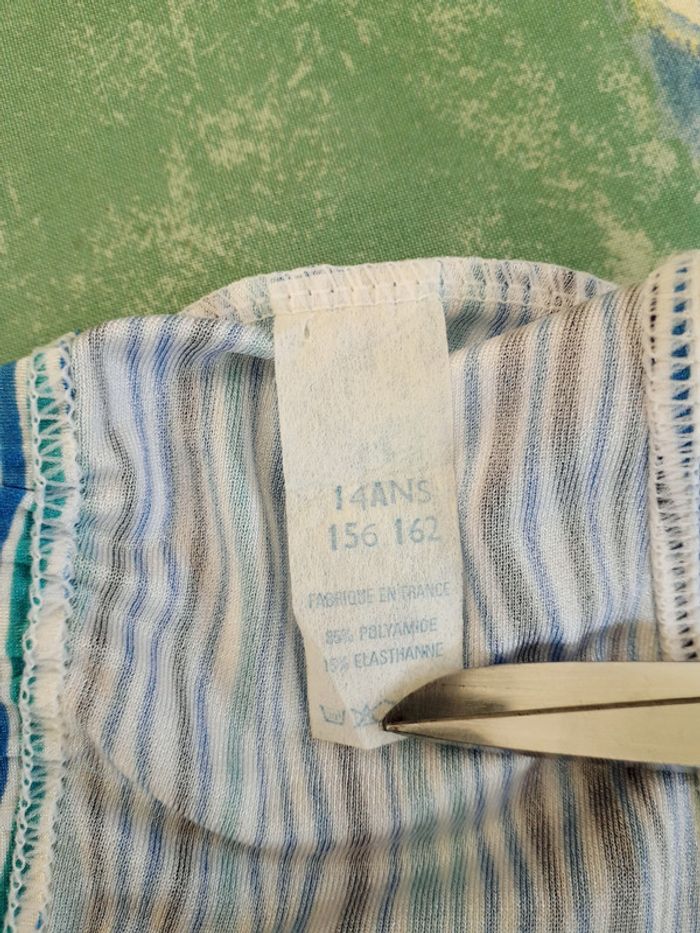 14ANS
156 162
FABRIQUE EN FRANCE
85% POLYAMIDE
15% ELASTHANNE